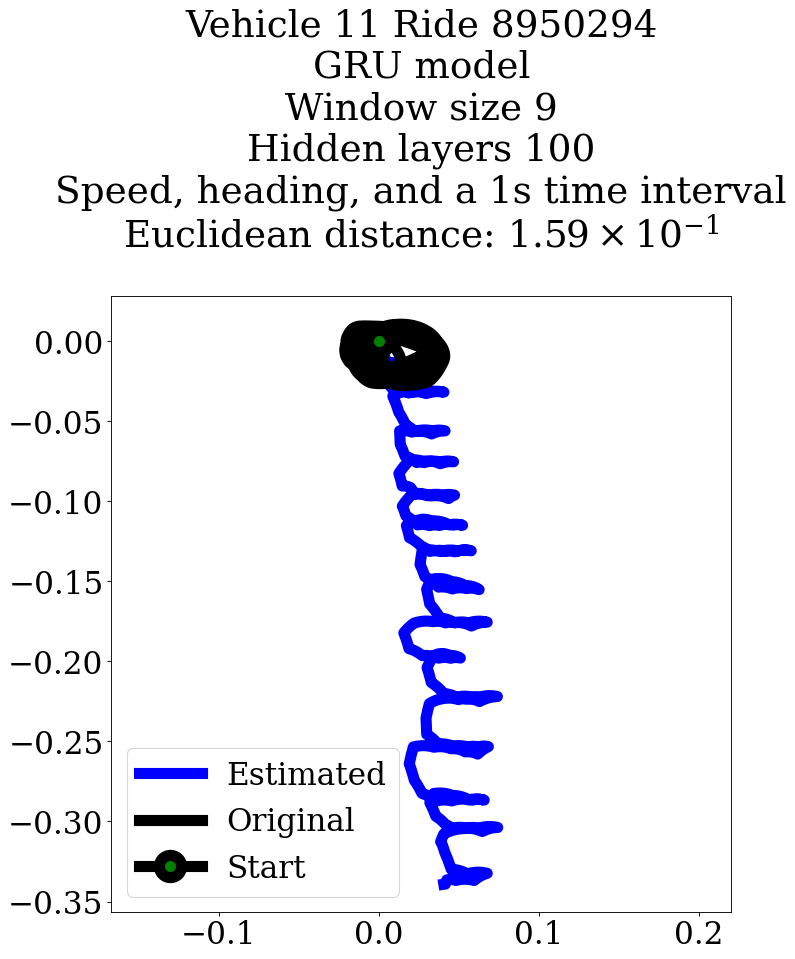 Vehicle 11 Ride 8950294
GRU model
Window size 9
Hidden layers 100
Speed, heading, and a 1s time interval
Euclidean distance: 1.59 × 10⁻¹
0.00
−0.05
−0.10
−0.15
−0.20
−0.25
−0.30
−0.35
Estimated
Original
Start
−0.1
0.0
0.1
0.2